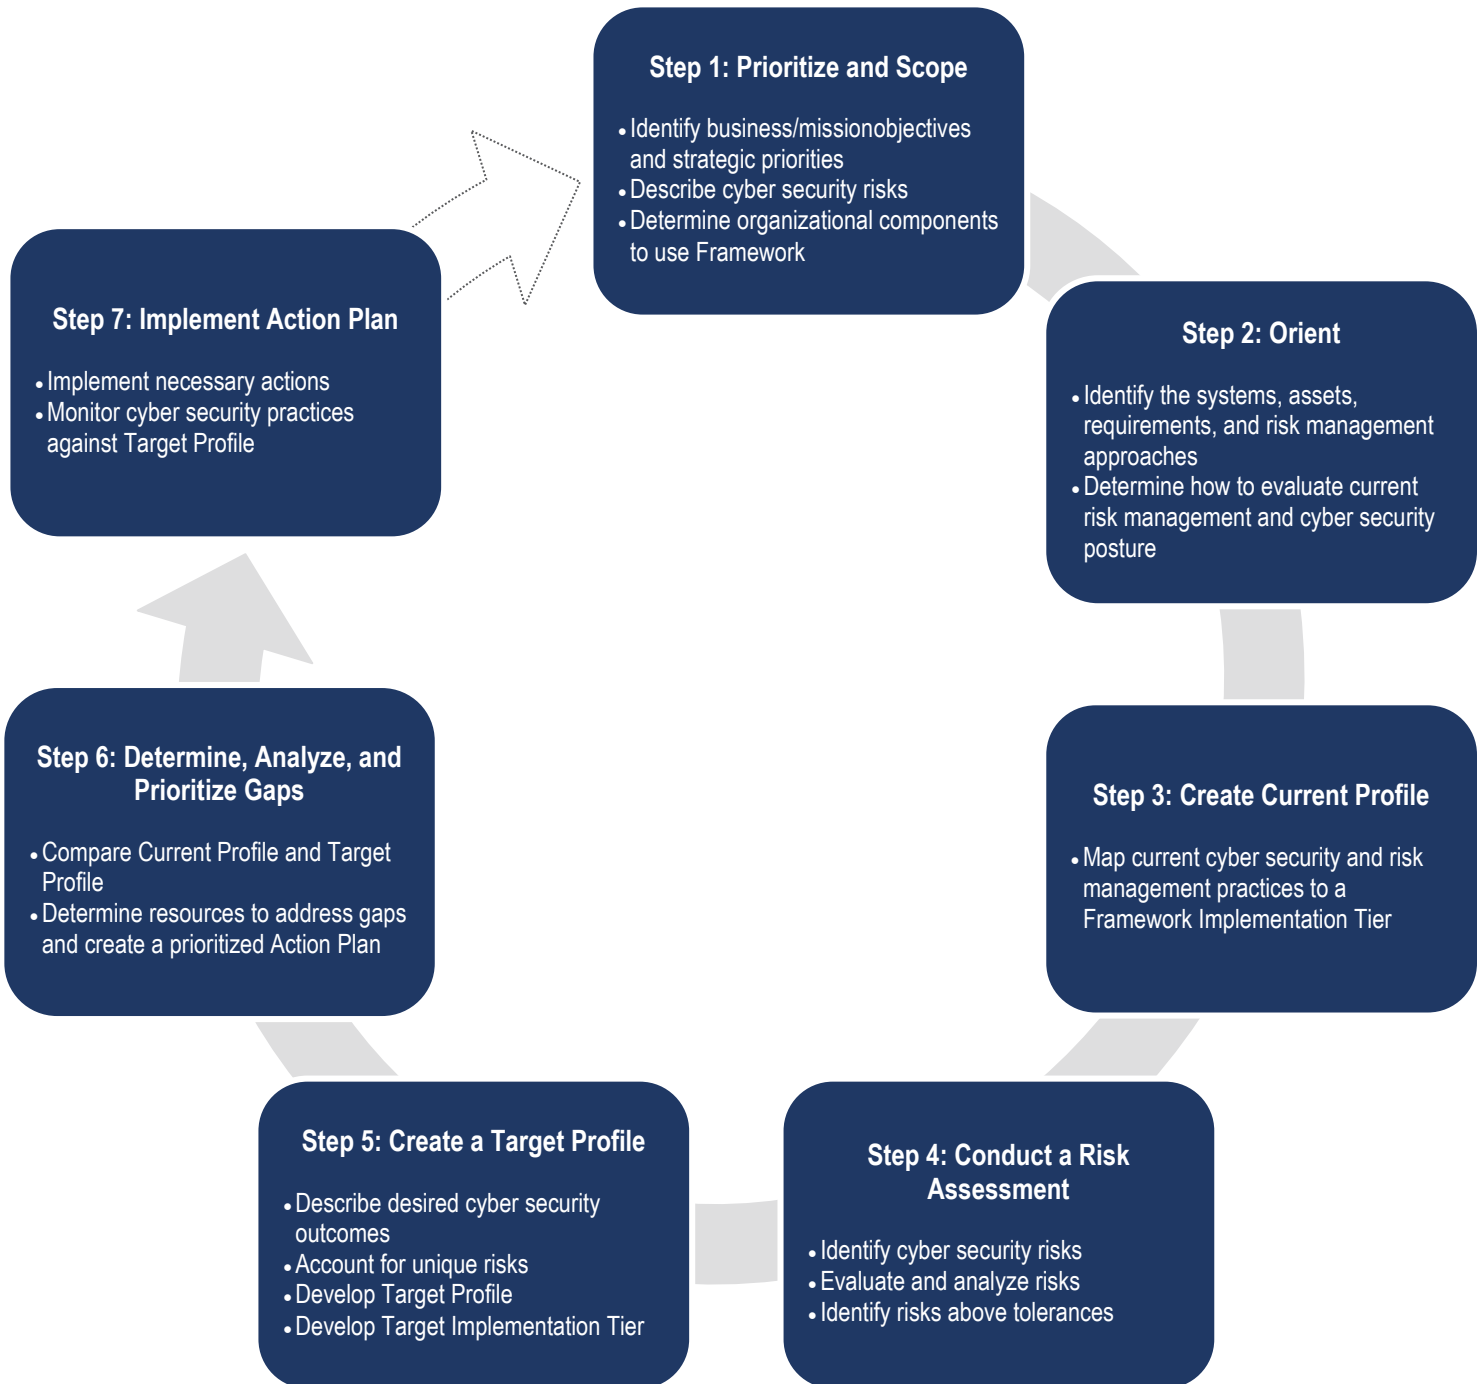 Step 1: Prioritize and Scope
• Identify business/missionobjectives
and strategic priorities
• Describe cyber security risks
• Determine organizational components
to use Framework
Step 2: Orient
• Identify the systems, assets,
requirements, and risk management
approaches
• Determine how to evaluate current
risk management and cyber security
posture
Step 3: Create Current Profile
• Map current cyber security and risk
management practices to a
Framework Implementation Tier
Step 4: Conduct a Risk
Assessment
• Identify cyber security risks
• Evaluate and analyze risks
• Identify risks above tolerances
Step 5: Create a Target Profile
• Describe desired cyber security
outcomes
• Account for unique risks
• Develop Target Profile
• Develop Target Implementation Tier
Step 6: Determine, Analyze, and
Prioritize Gaps
• Compare Current Profile and Target
Profile
• Determine resources to address gaps
and create a prioritized Action Plan
Step 7: Implement Action Plan
• Implement necessary actions
• Monitor cyber security practices
against Target Profile